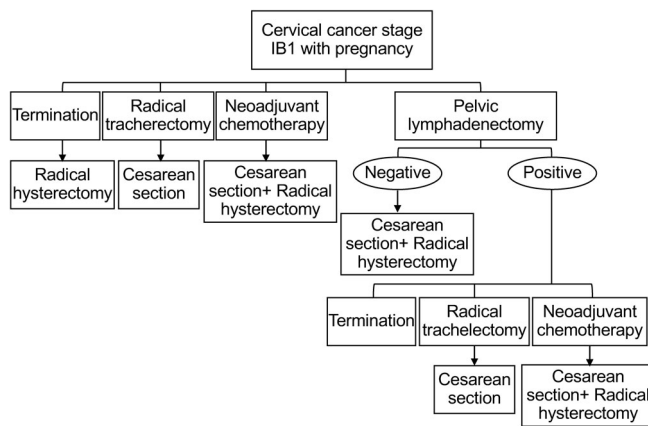 Cervical cancer stage
IB1 with pregnancy
Termination
Radical
tracherectomy
Neoadjuvant
chemotherapy
Pelvic
lymphadenectomy
Radical
hysterectomy
Cesarean
section
Cesarean
section+ Radical
hysterectomy
Negative
Positive
Cesarean
section+ Radical
hysterectomy
Termination
Radical
trachelectomy
Neoadjuvant
chemotherapy
Cesarean
section
Cesarean
section+ Radical
hysterectomy